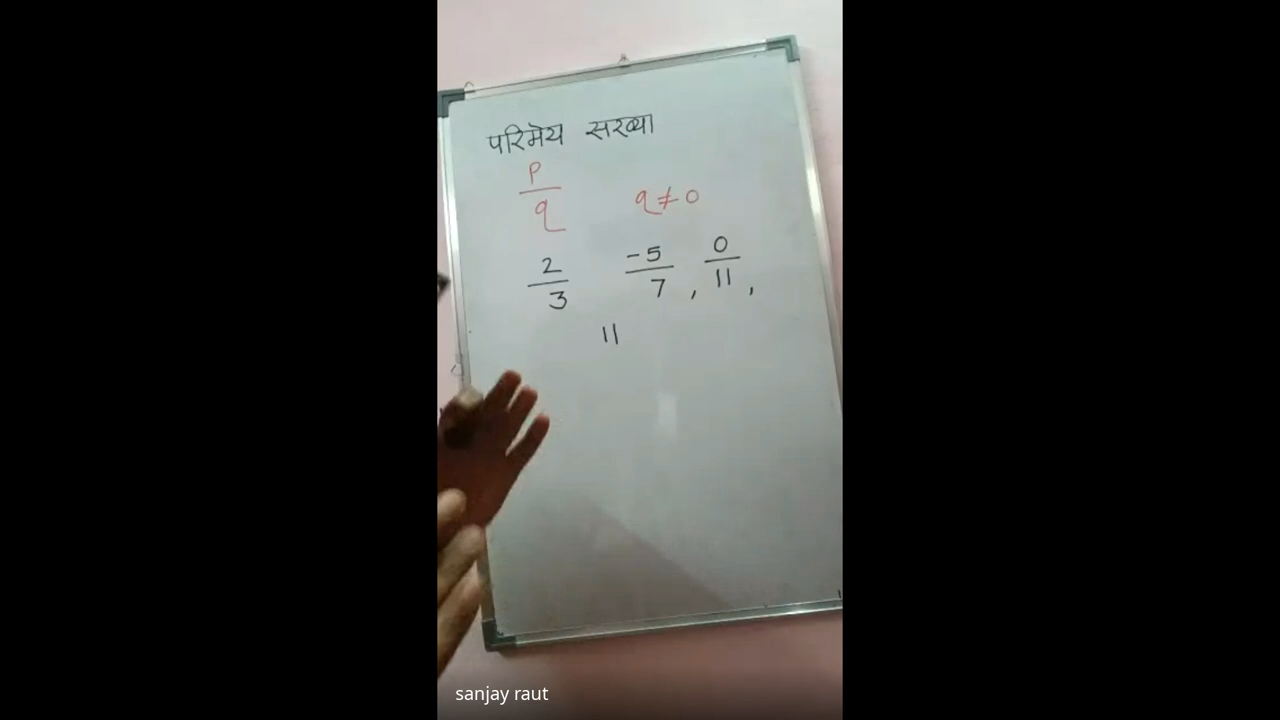 परिमेय सख्या
P/q q ≠ 0
2/3 -5/7 , 0/11 ,
11
sanjay raut